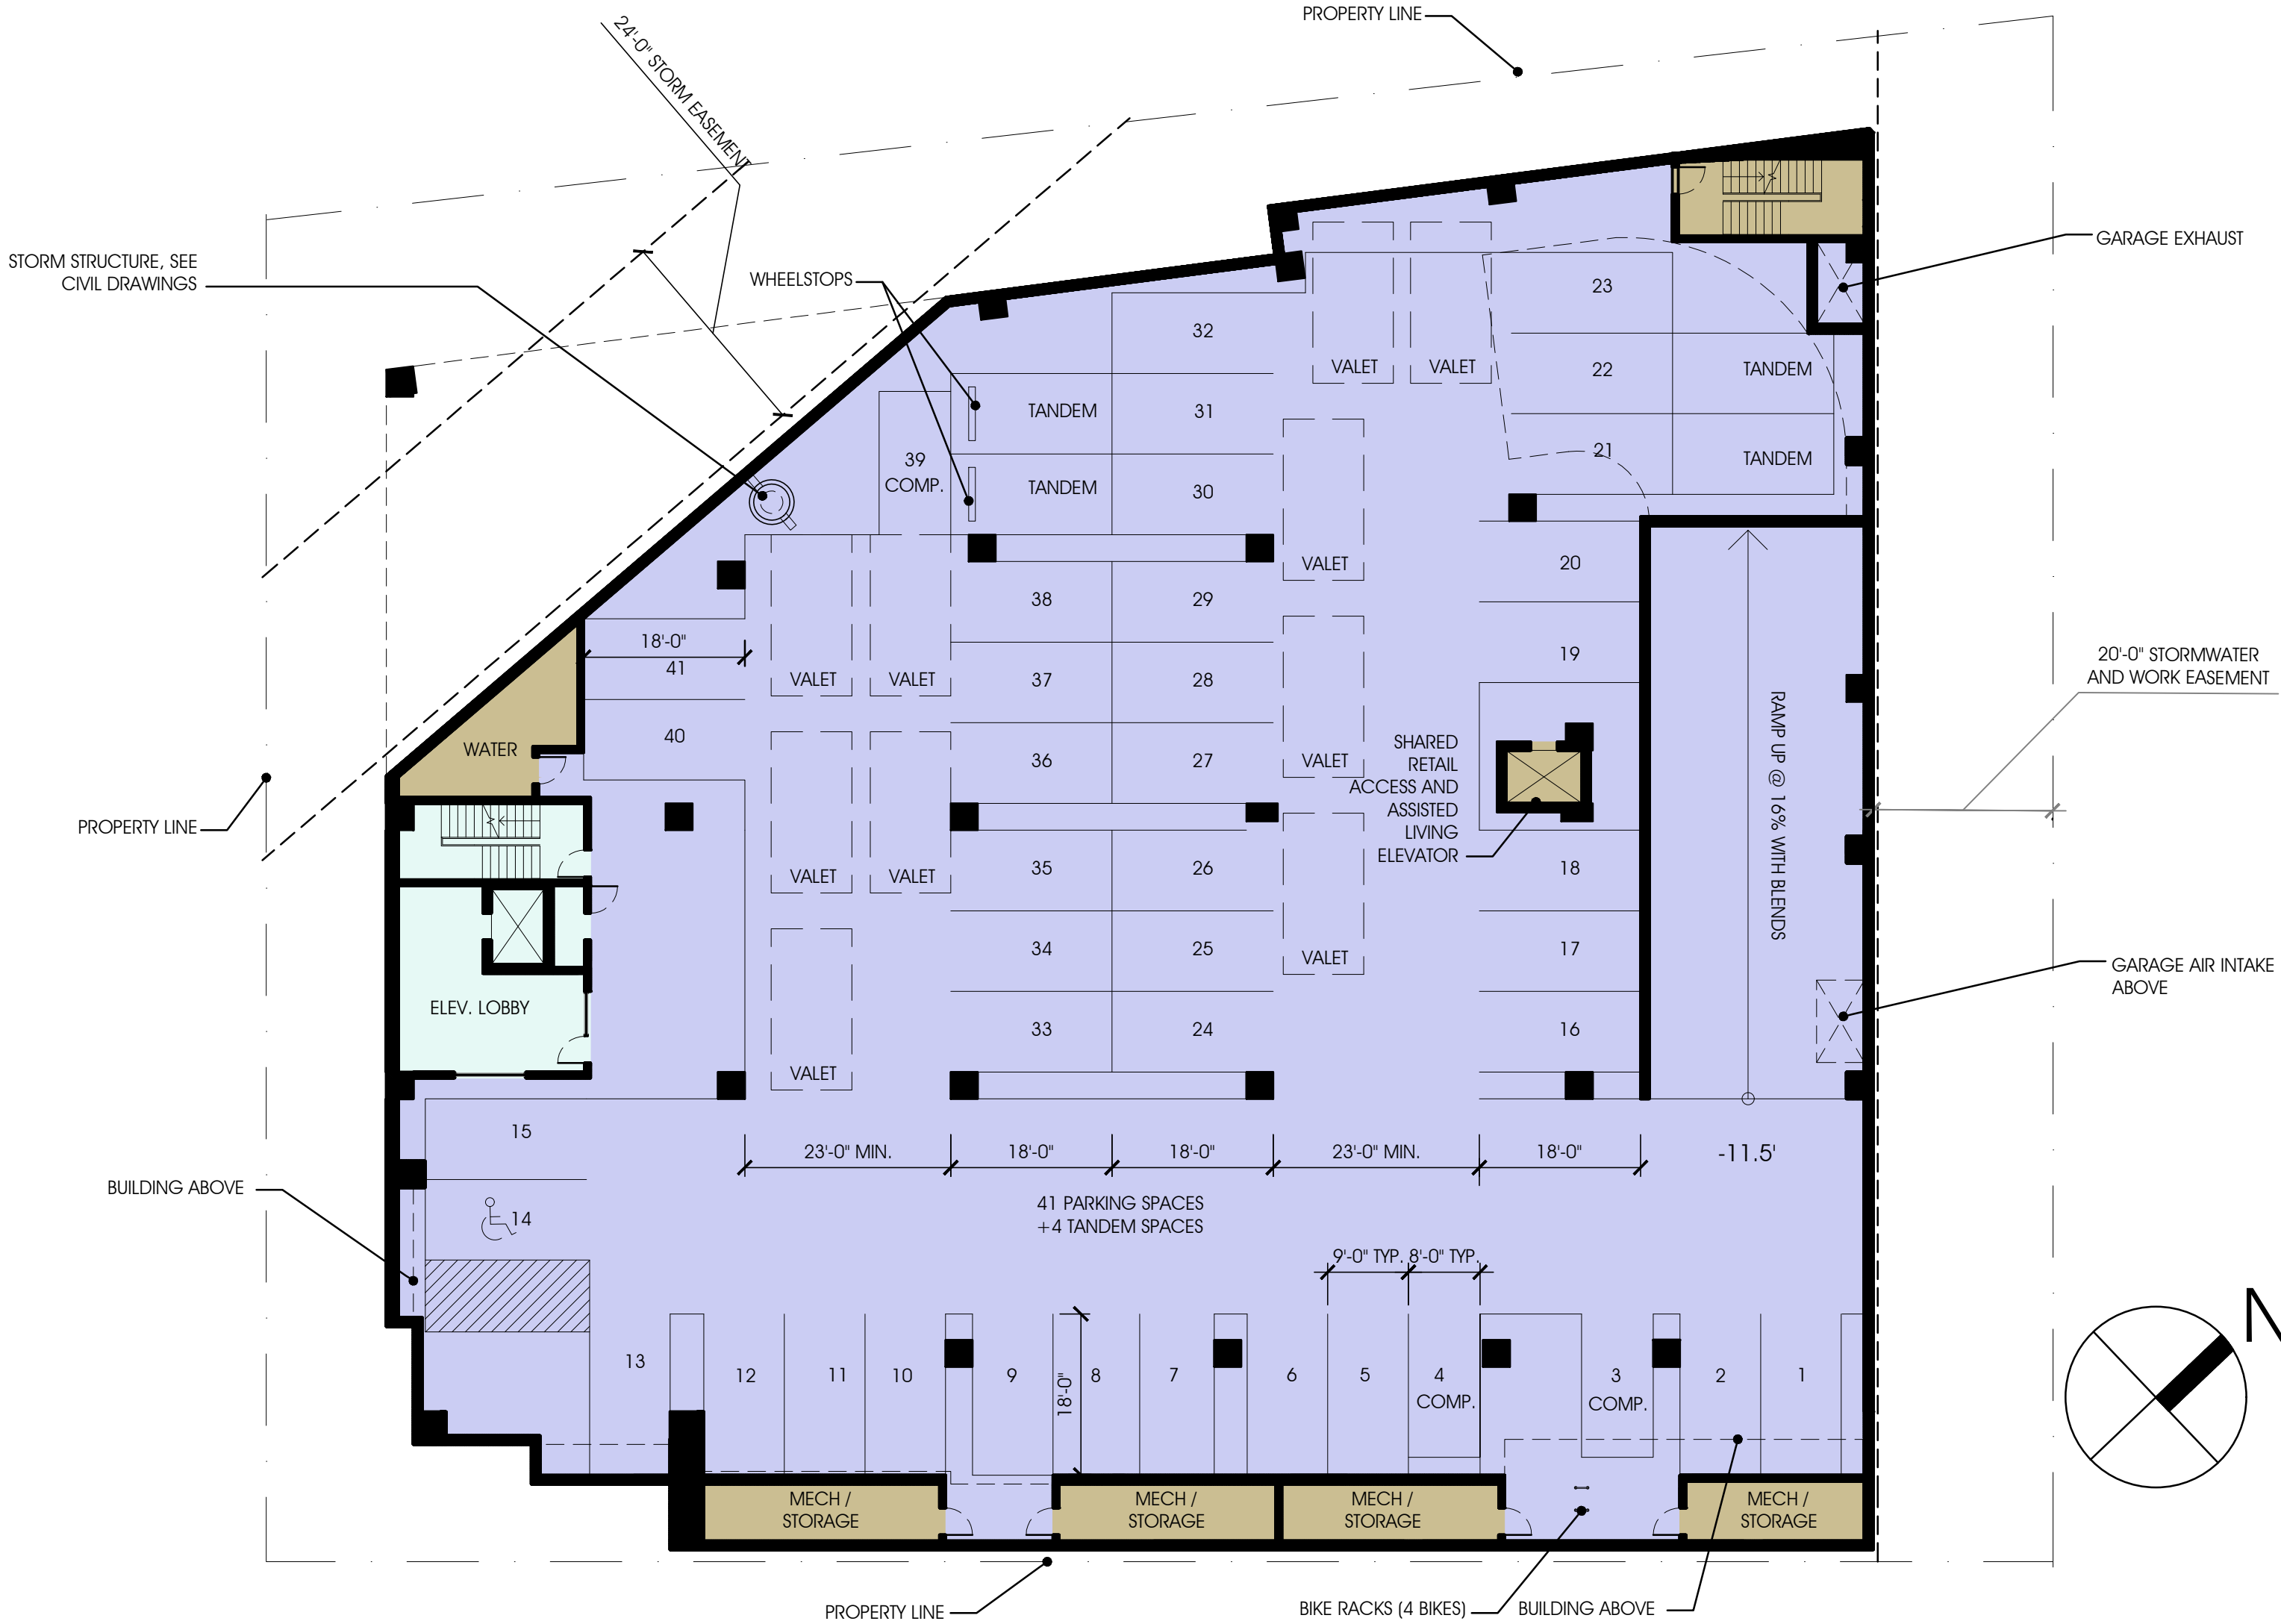 PROPERTY LINE
24'-0" STORM EASEMENT
GARAGE EXHAUST
STORM STRUCTURE, SEE
CIVIL DRAWINGS
WHEELSTOPS
23
32
VALET
VALET
22
TANDEM
TANDEM
31
39
COMP.
21
TANDEM
TANDEM
30
VALET
20
38
29
18'-0"
41
19
20'-0" STORMWATER
AND WORK EASEMENT
VALET
VALET
37
28
RAMP UP @ 16% WITH BLENDS
40
WATER
36
27
VALET
SHARED
RETAIL
ACCESS AND
ASSISTED
LIVING
ELEVATOR
PROPERTY LINE
VALET
VALET
35
26
18
34
25
17
VALET
GARAGE AIR INTAKE
ABOVE
ELEV. LOBBY
33
24
16
VALET
15
23'-0" MIN.
18'-0"
18'-0"
23'-0" MIN.
18'-0"
-11.5'
BUILDING ABOVE
14
41 PARKING SPACES
+4 TANDEM SPACES
9'-0" TYP.
8'-0" TYP.
N
13
12
11
10
9
18'-0"
8
7
6
5
4
COMP.
3
COMP.
2
1
MECH /
STORAGE
MECH /
STORAGE
MECH /
STORAGE
MECH /
STORAGE
PROPERTY LINE
BIKE RACKS (4 BIKES)
BUILDING ABOVE